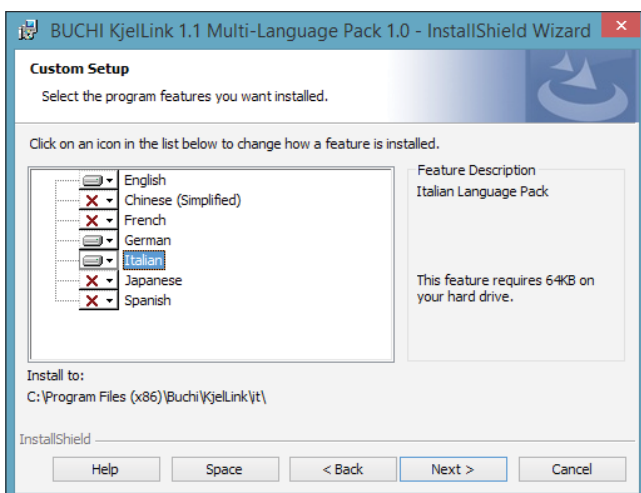 BUCHI KjelLink 1.1 Multi-Language Pack 1.0 - InstallShield Wizard
Custom Setup
Select the program features you want installed.
Click on an icon in the list below to change how a feature is installed.
English
Chinese (Simplified)
French
German
Italian
Japanese
Spanish
Feature Description
Italian Language Pack
This feature requires 64KB on
your hard drive.
Install to:
C:\Program Files (x86)\Buchi\KjelLink\it\
InstallShield
Help
Space
< Back
Next >
Cancel